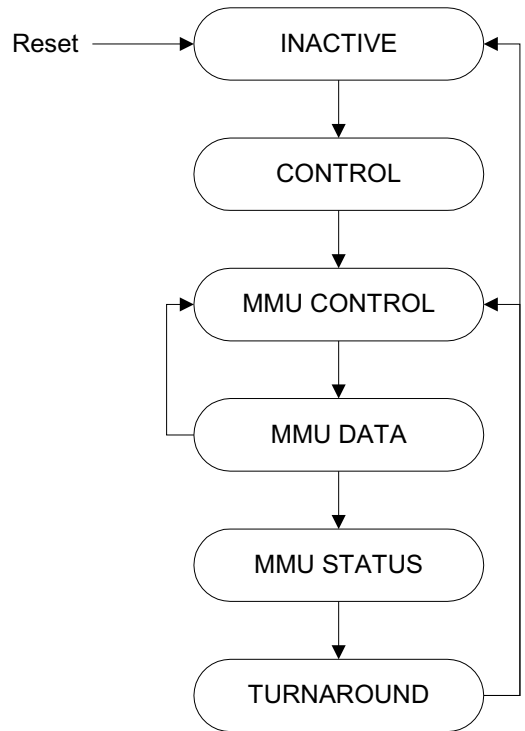 Reset
INACTIVE
CONTROL
MMU CONTROL
MMU DATA
MMU STATUS
TURNAROUND